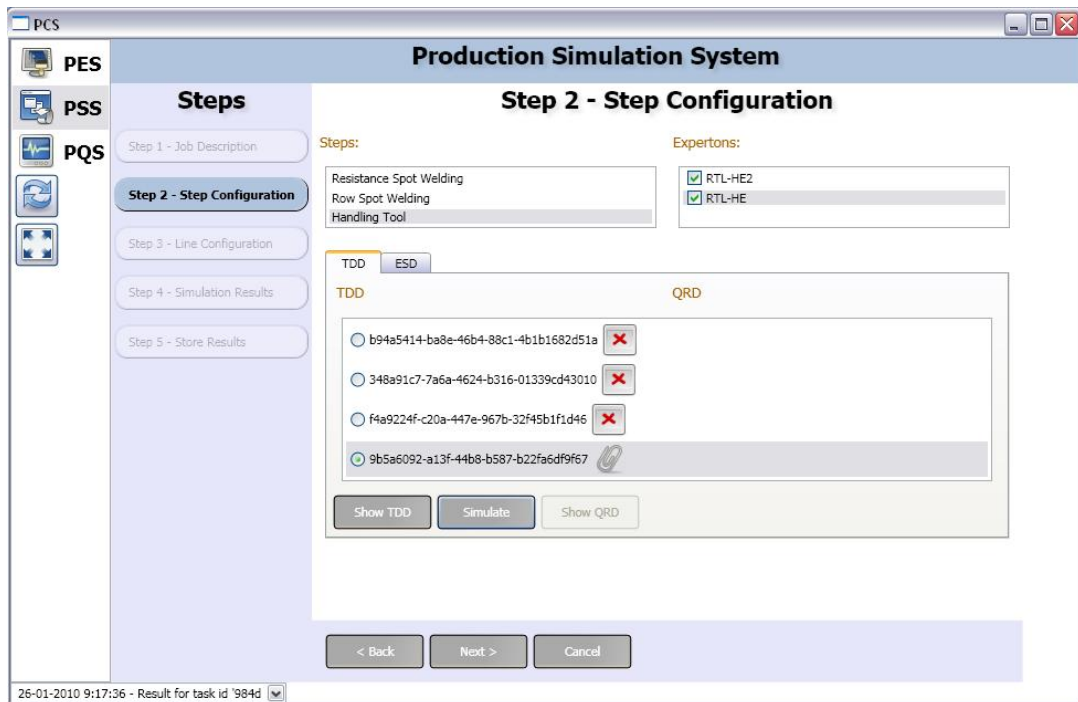 PCS
PES
PSS
PQS
Production Simulation System
Steps
Step 1 - Job Description
Step 2 - Step Configuration
Step 3 - Line Configuration
Step 4 - Simulation Results
Step 5 - Store Results
Step 2 - Step Configuration
Steps:
Resistance Spot Welding
Row Spot Welding
Handling Tool
Expertons:
RTL-HE2
RTL-HE
TDD
ESD
TDD
QRD
b94a5414-ba8e-46b4-88c1-4b1b1682d51a
348a91c7-7a6a-4624-b316-01339cd43010
f4a9224f-c20a-447e-967b-32f45b1f1d46
9b5a6092-a13f-44b8-b587-b22fa6df9f67
Show TDD
Simulate
Show QRD
< Back
Next >
Cancel
26-01-2010 9:17:36 - Result for task id '984d